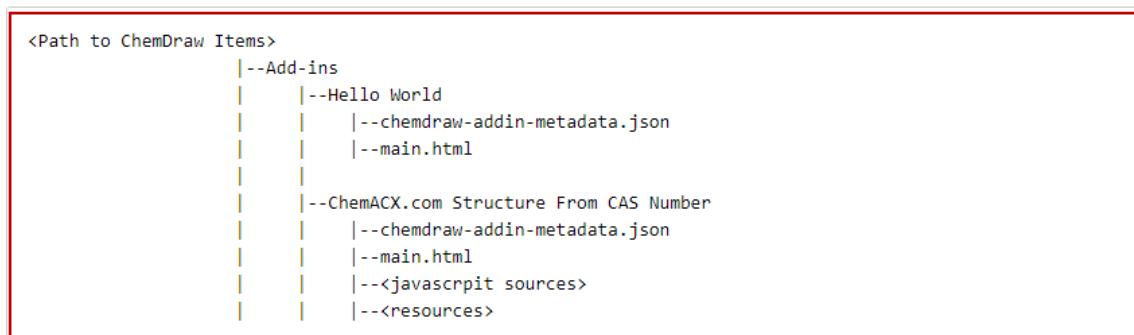 <Path to ChemDraw Items>
|--Add-ins
| |--Hello World
| | |--chemdraw-addin-metadata.json
| | |--main.html
| |
| |--ChemACX.com Structure From CAS Number
| | |--chemdraw-addin-metadata.json
| | |--main.html
| | |--<javascrpit sources>
| | |--<resources>